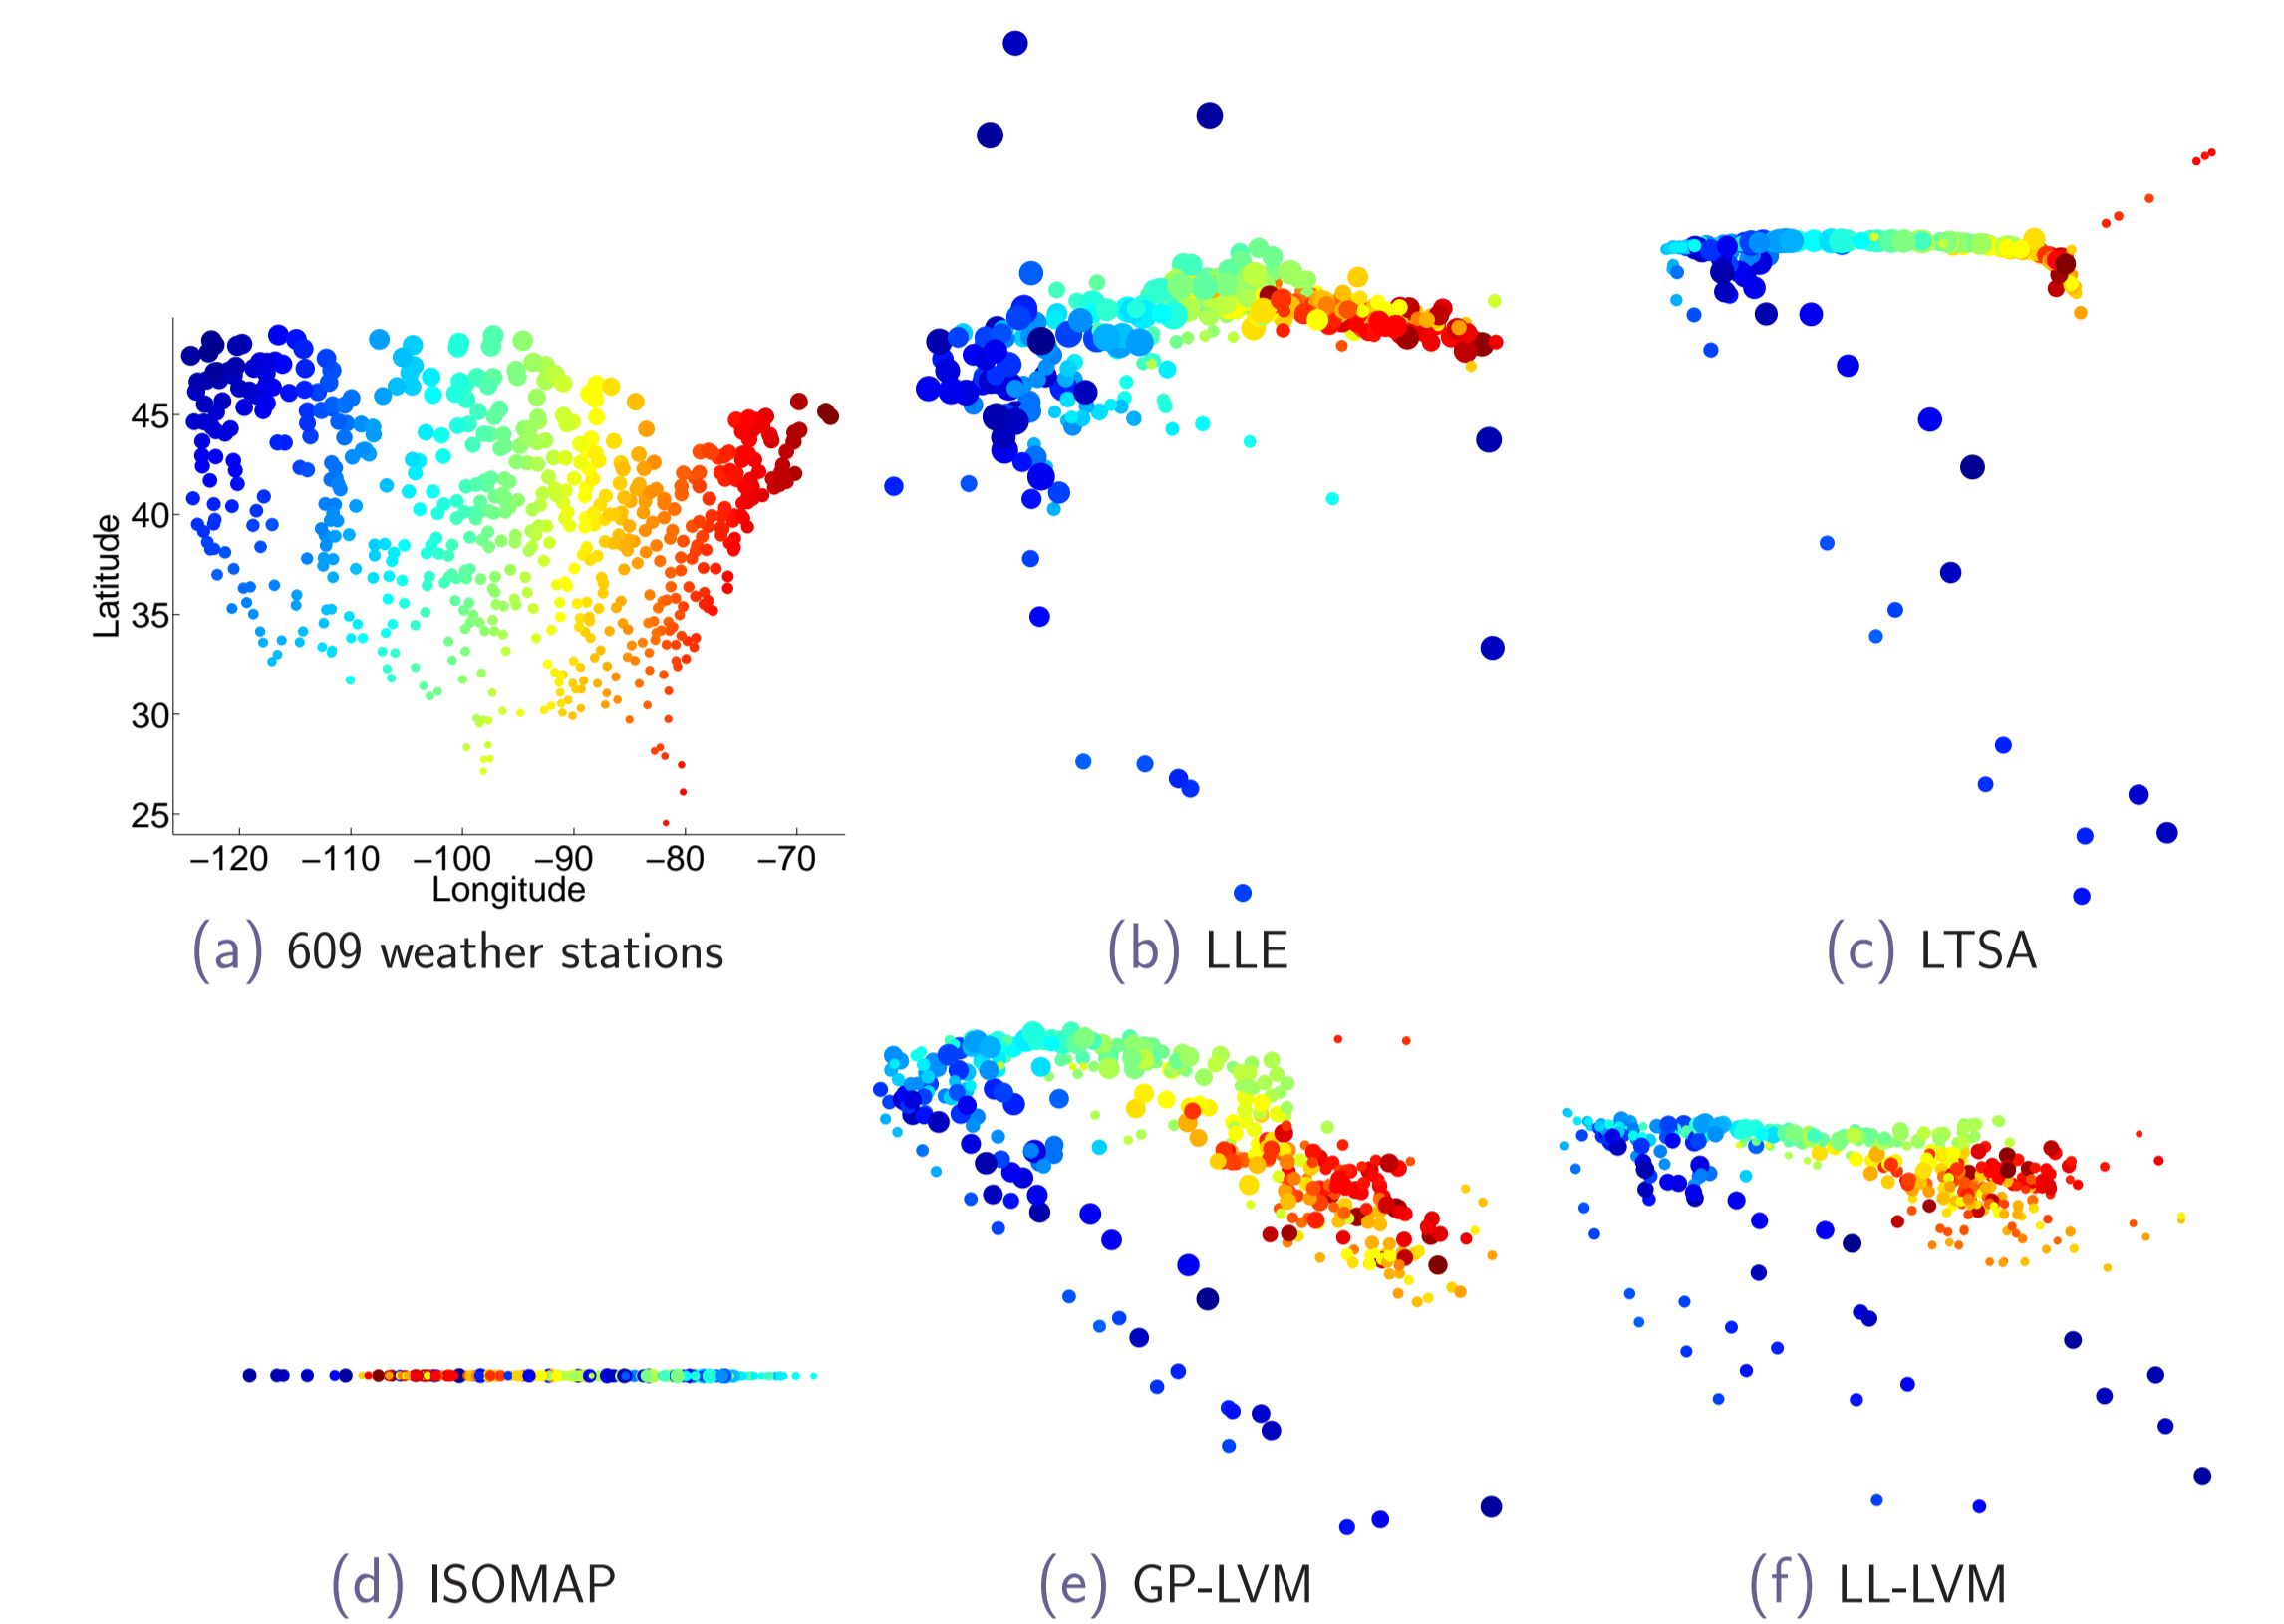 45
40
35
30
25
Latitude
−120 −110 −100 −90 −80 −70
Longitude
(a) 609 weather stations
(b) LLE
(c) LTSA
(d) ISOMAP
(e) GP-LVM
(f) LL-LVM